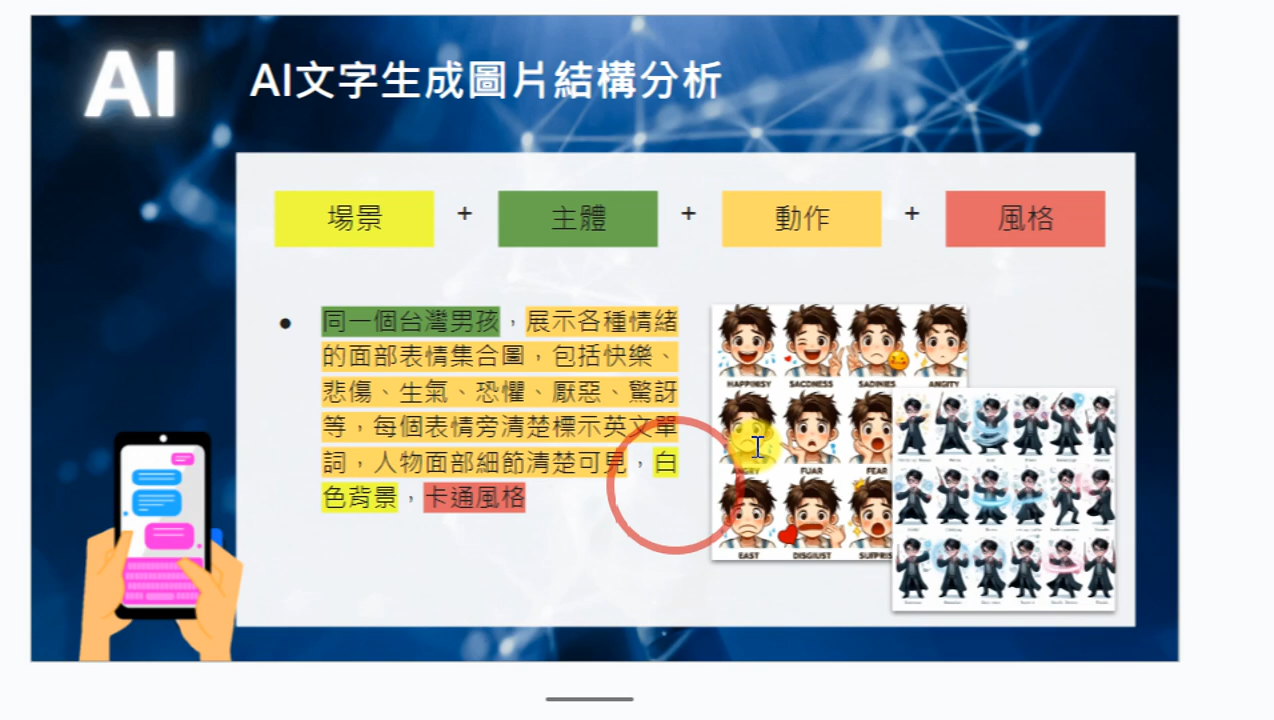 AI
AI文字生成圖片結構分析
場景 + 主體 + 動作 + 風格
同一個台灣男孩，展示各種情緒
的面部表情集合圖，包括快樂、
悲傷、生氣、恐懼、厭惡、驚訝
等，每個表情旁清楚標示英文單
詞，人物面部細節清楚可見，白
色背景，卡通風格
HAPPINISY SACDNESS SADINIES ANGITY
ANGRY FUAR FEAR
EAST DISGIUST SUFPRIS